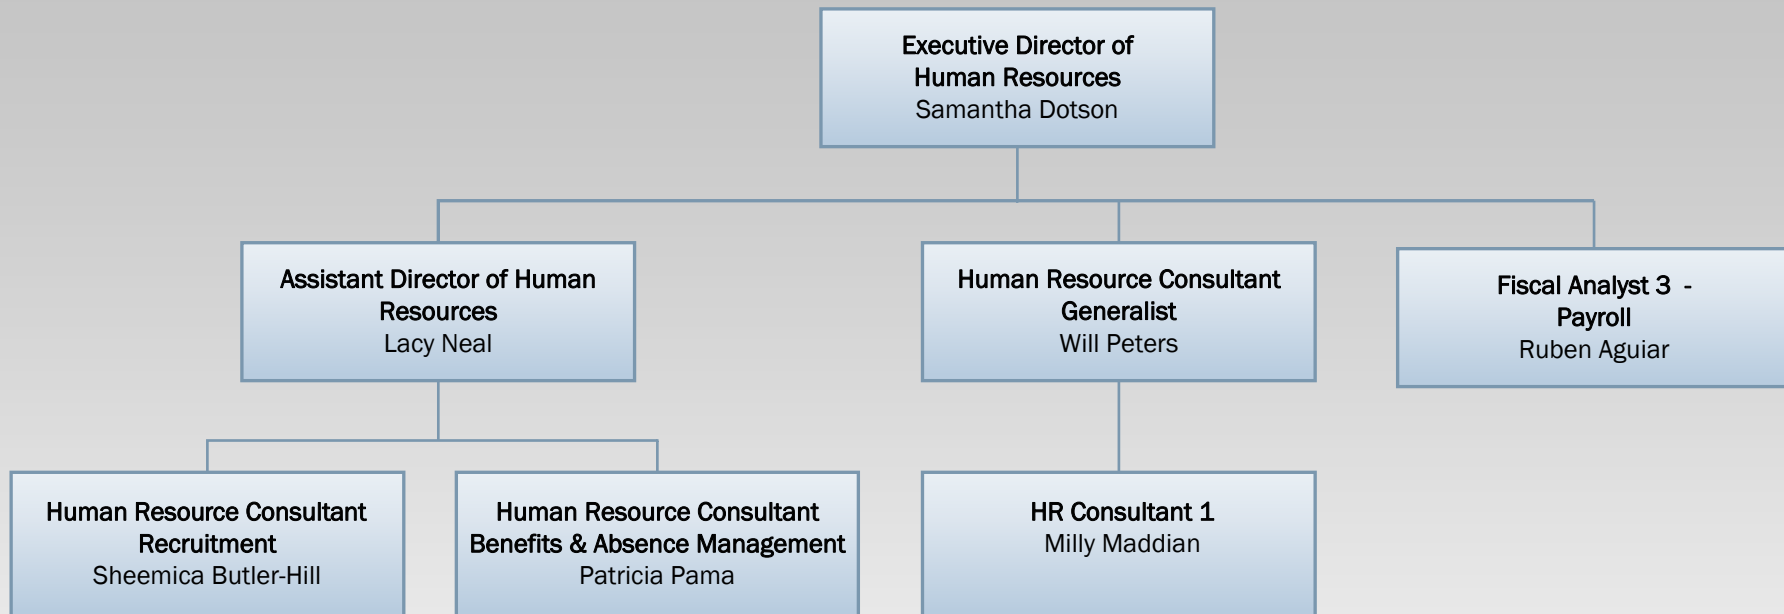 Executive Director of
Human Resources
Samantha Dotson
Assistant Director of Human
Resources
Lacy Neal
Human Resource Consultant
Generalist
Will Peters
Fiscal Analyst 3  -
Payroll
Ruben Aguiar
Human Resource Consultant
Recruitment
Sheemica Butler-Hill
Human Resource Consultant
Benefits & Absence Management
Patricia Pama
HR Consultant 1
Milly Maddian